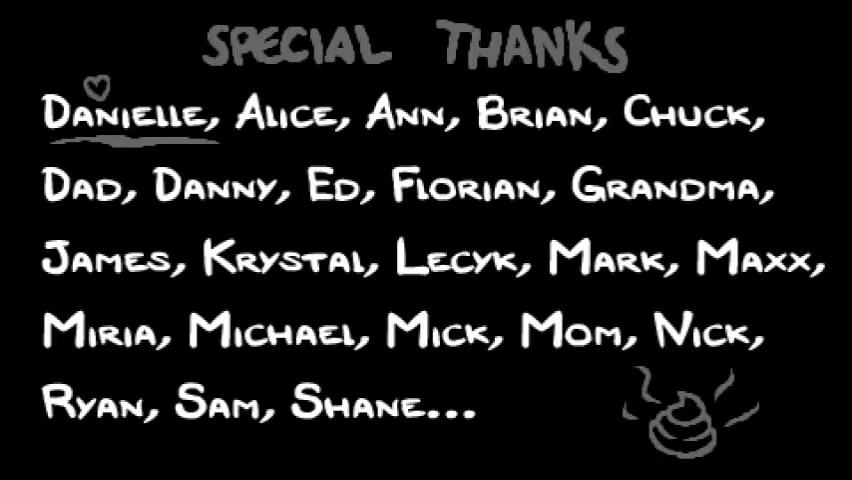 SPECIAL THANKS
DANIELLE, ALICE, ANN, BRIAN, CHUCK,
DAD, DANNY, ED, FLORIAN, GRANDMA,
JAMES, KRYSTAL, LECYK, MARK, MAXX,
MIRIA, MICHAEL, MICK, MOM, NICK,
RYAN, SAM, SHANE...